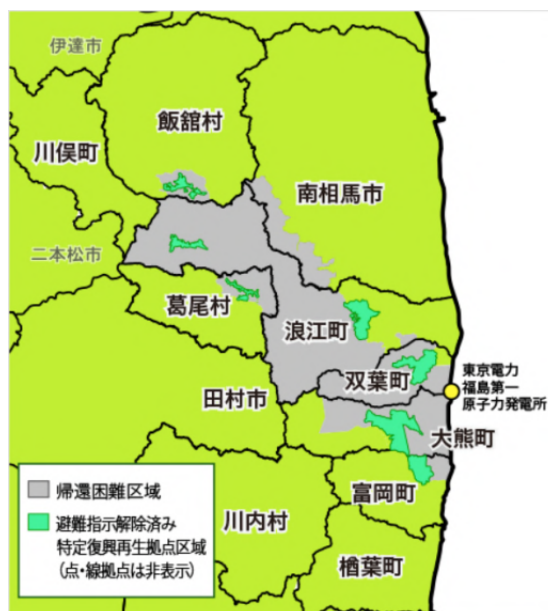 伊達市
飯舘村
川俣町
南相馬市
二本松市
葛尾村
浪江町
双葉町
東京電力
福島第一
原子力発電所
田村市
大熊町
帰還困難区域
富岡町
避難指示解除済み
特定復興再生拠点区域
(点・線拠点は非表示)
川内村
楢葉町